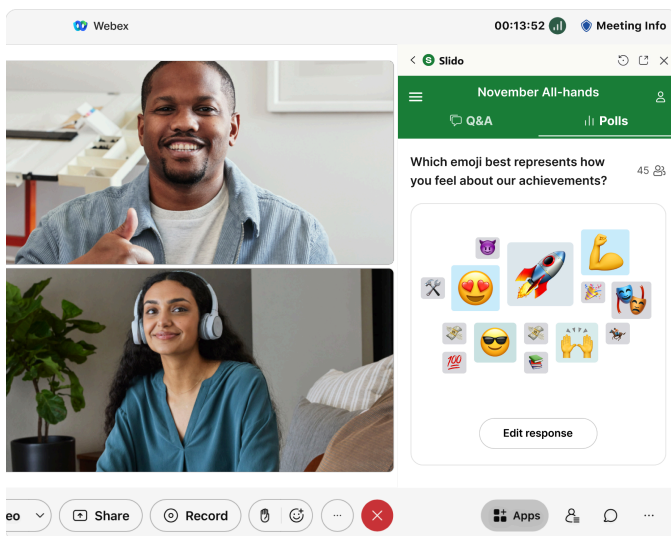 Webex
00:13:52
Meeting Info
S Slido
November All-hands
Q&A
Polls
Which emoji best represents how
you feel about our achievements?
45
100
Edit response
eo
Share
Record
...
Apps
...